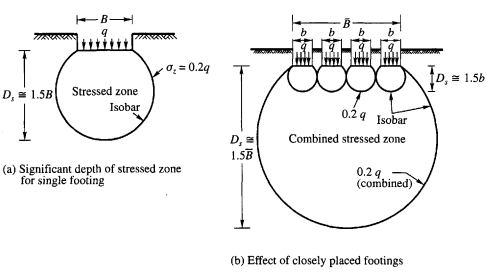 B
q
σz = 0.2q
Ds ≅ 1.5B
Stressed zone
Isobar
(a) Significant depth of stressed zone
for single footing
B̅
b b b b
q q q q
Ds ≅ 1.5b
0.2 q
Isobar
Ds ≅
1.5B̅
Combined stressed zone
0.2 q
(combined)
(b) Effect of closely placed footings